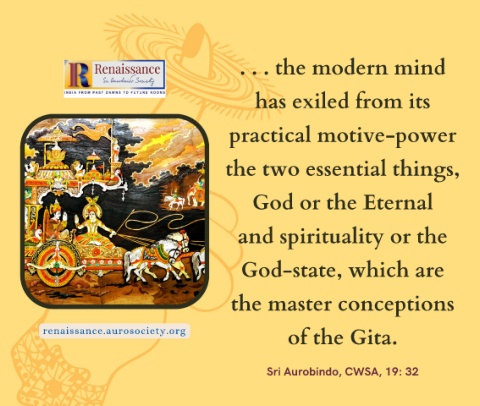 Renaissance
Sri Aurobindo Society
INDIA FROM PAST DAWNS TO FUTURE NOONS
. . . the modern mind
has exiled from its
practical motive-power
the two essential things,
God or the Eternal
and spirituality or the
God-state, which are
the master conceptions
of the Gita.
renaissance.aurosociety.org
Sri Aurobindo, CWSA, 19: 32